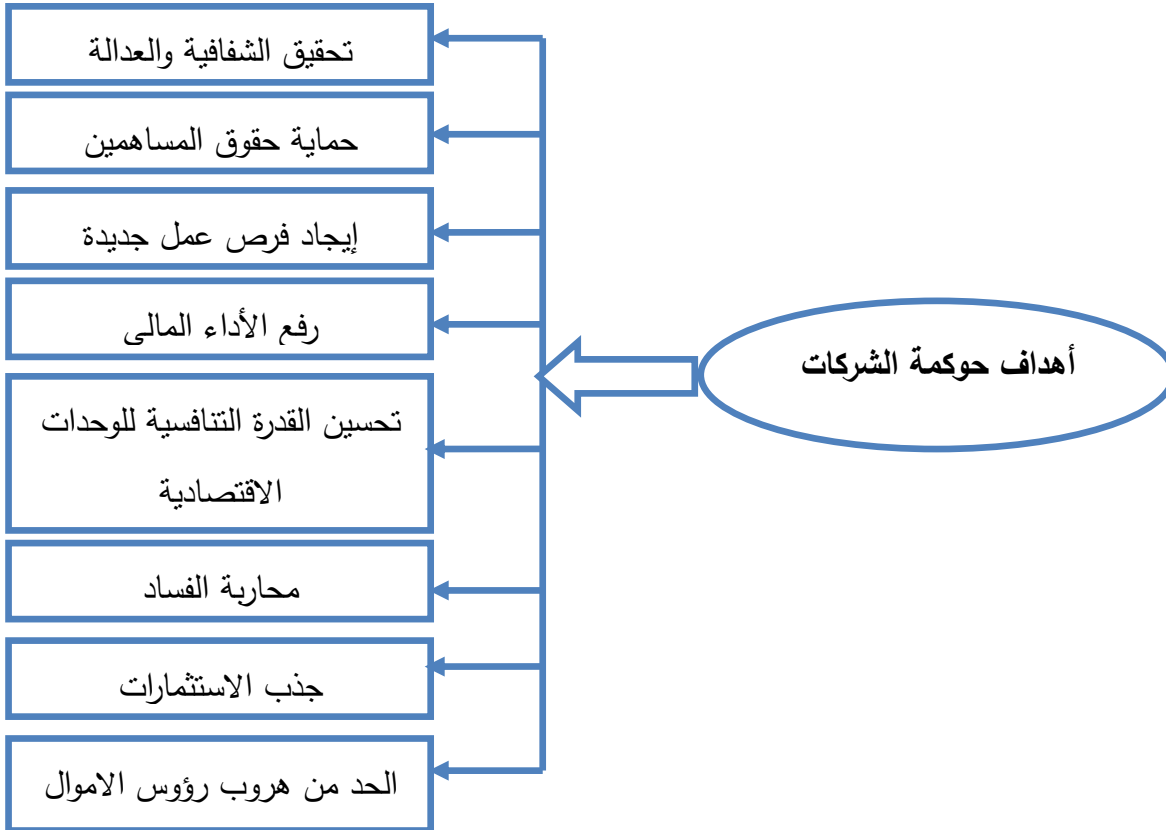 أهداف حوكمة الشركات
تحقيق الشفافية والعدالة
حماية حقوق المساهمين
إيجاد فرص عمل جديدة
رفع الأداء المالى
تحسين القدرة التنافسية للوحدات
الاقتصادية
محاربة الفساد
جذب الاستثمارات
الحد من هروب رؤوس الاموال